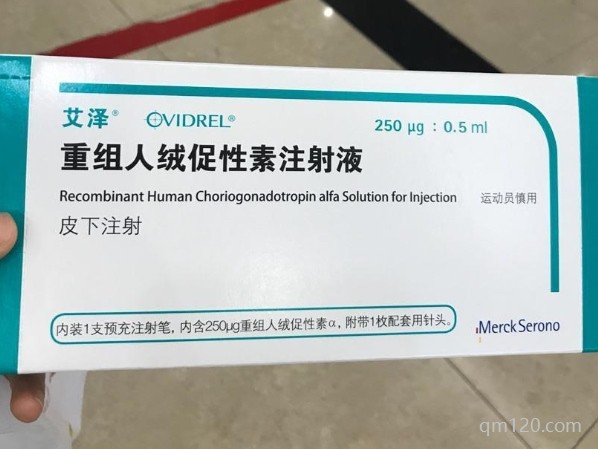 艾泽® OVIDREL® 250 μg : 0.5 ml
重组人绒促性素注射液
Recombinant Human Choriogonadotropin alfa Solution for Injection 运动员慎用
皮下注射
内装1支预充注射笔，内含250μg重组人绒促性素α，附带1枚配套用针头。
Merck Serono
qm120.com